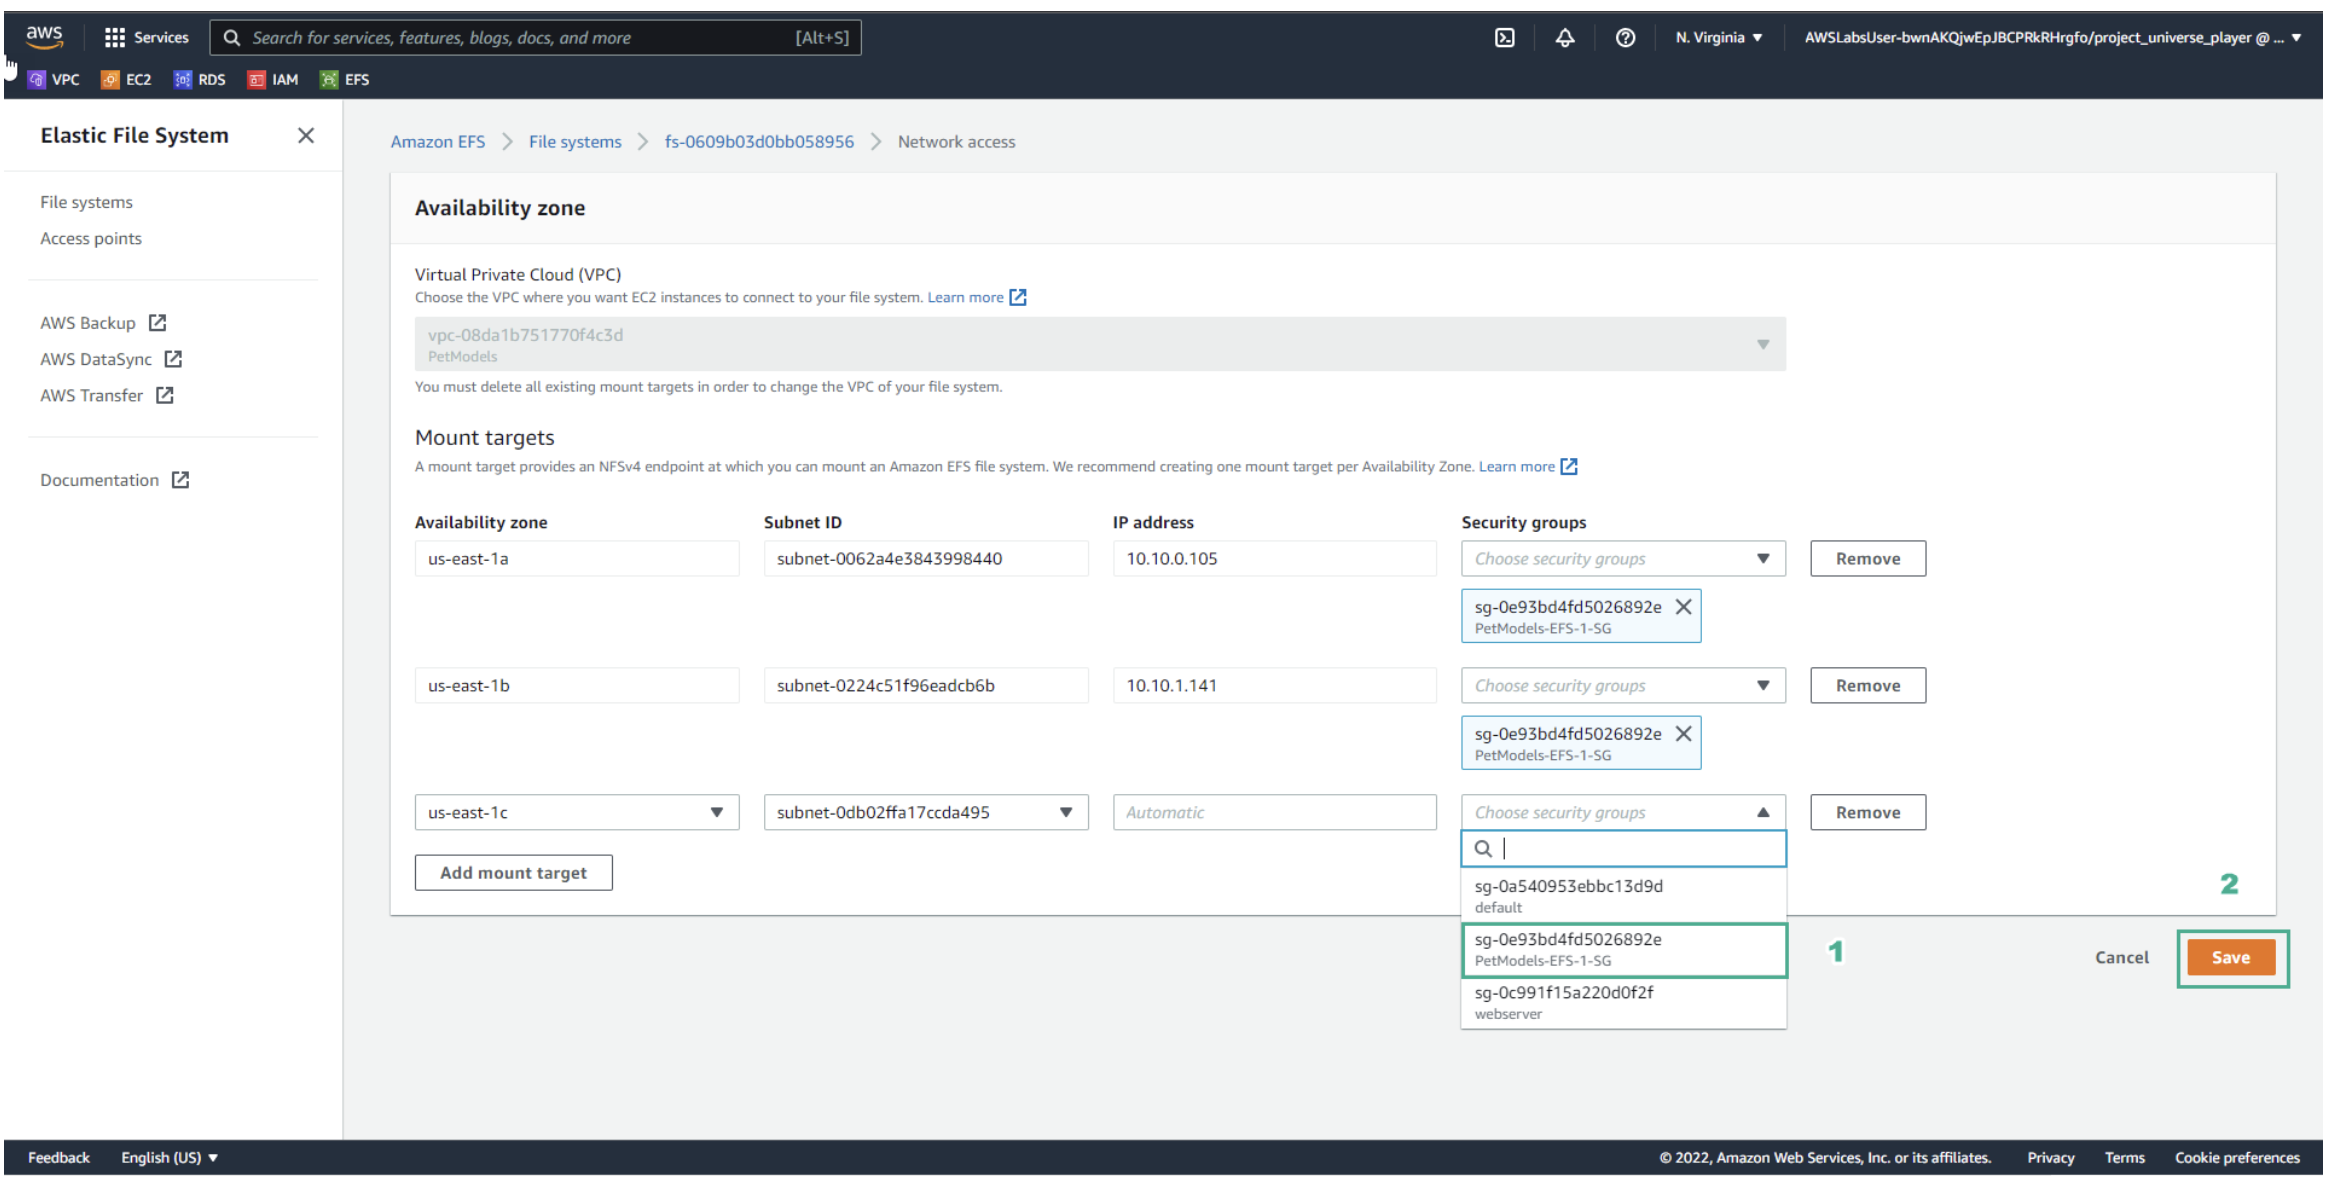 aws
Services
Search for services, features, blogs, docs, and more [Alt+S]
N. Virginia ▼
AWSLabsUser-bwnAKQjwEpJBCPRkRHrgfo/project_universe_player @ ... ▼
VPC EC2 RDS IAM EFS
Elastic File System
File systems
Access points
AWS Backup
AWS DataSync
AWS Transfer
Documentation
Amazon EFS > File systems > fs-0609b03d0bb058956 > Network access
Availability zone
Virtual Private Cloud (VPC)
Choose the VPC where you want EC2 instances to connect to your file system. Learn more
vpc-08da1b751770f4c3d
PetModels
You must delete all existing mount targets in order to change the VPC of your file system.
Mount targets
A mount target provides an NFSv4 endpoint at which you can mount an Amazon EFS file system. We recommend creating one mount target per Availability Zone. Learn more
Availability zone Subnet ID IP address Security groups
us-east-1a subnet-0062a4e3843998440 10.10.0.105 Choose security groups Remove
sg-0e93bd4fd5026892e
PetModels-EFS-1-SG
us-east-1b subnet-0224c51f96eadcb6b 10.10.1.141 Choose security groups Remove
sg-0e93bd4fd5026892e
PetModels-EFS-1-SG
us-east-1c subnet-0db02ffa17ccda495 Automatic Choose security groups Remove
Add mount target
sg-0a540953ebbc13d9d
default
sg-0e93bd4fd5026892e
PetModels-EFS-1-SG
sg-0c991f15a220d0f2f
webserver
1
2
Cancel Save
Feedback English (US) ▼
© 2022, Amazon Web Services, Inc. or its affiliates. Privacy Terms Cookie preferences